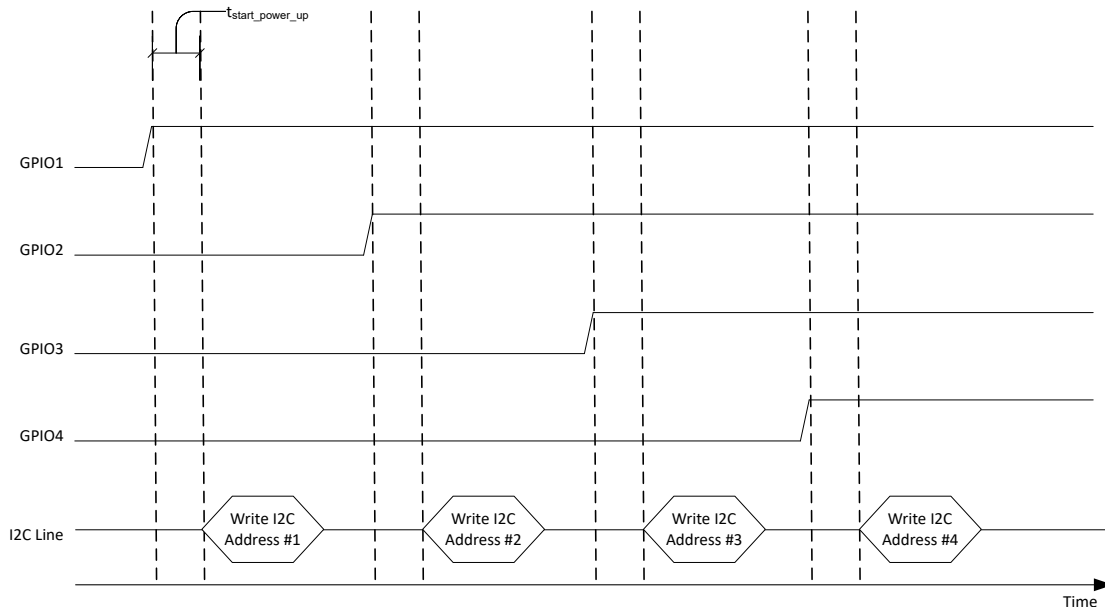 tstart_power_up
GPIO1
GPIO2
GPIO3
GPIO4
I2C Line
Write I2C
Address #1
Write I2C
Address #2
Write I2C
Address #3
Write I2C
Address #4
Time